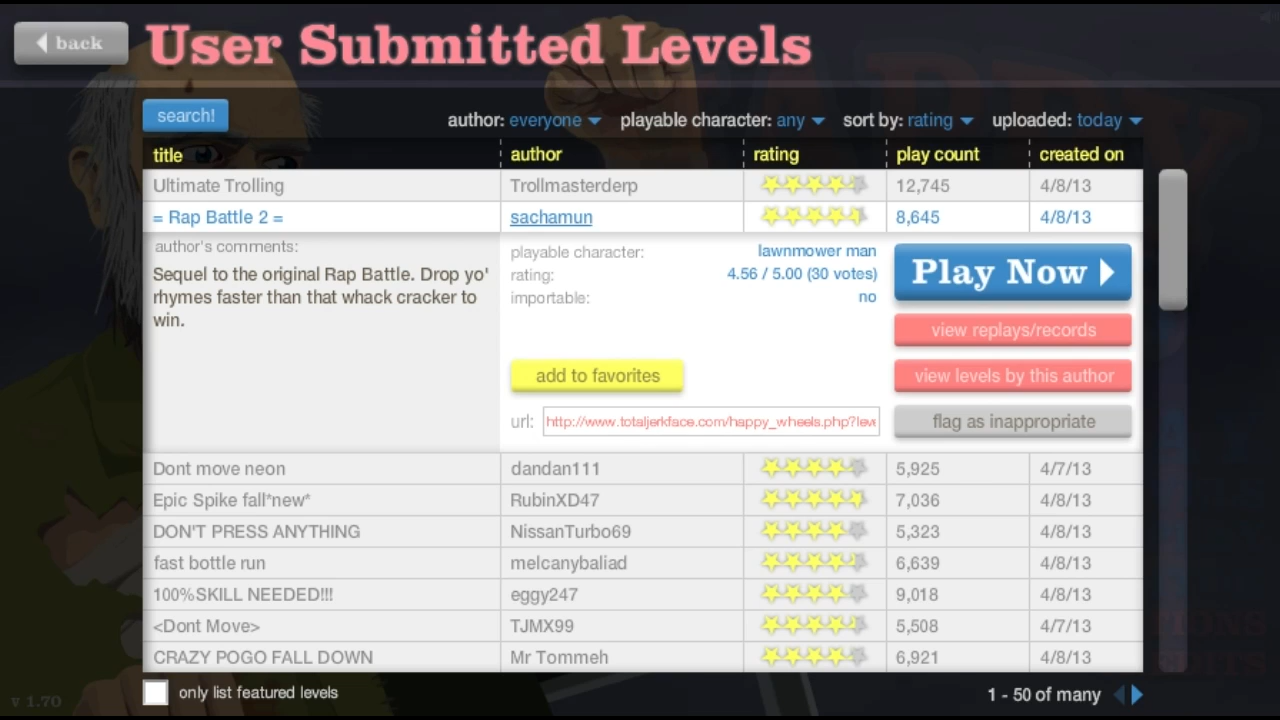 back
User Submitted Levels
search!
author: everyone playable character: any sort by: rating uploaded: today
title author rating play count created on
Ultimate Trolling Trollmasterderp 12,745 4/8/13
= Rap Battle 2 = sachamun 8,645 4/8/13
author's comments:
Sequel to the original Rap Battle. Drop yo'
rhymes faster than that whack cracker to
win.
playable character: lawnmower man
rating: 4.56 / 5.00 (30 votes)
importable: no
add to favorites
url: http://www.totaljerkface.com/happy_wheels.php?leve
Play Now
view replays/records
view levels by this author
flag as inappropriate
Dont move neon dandan111 5,925 4/7/13
Epic Spike fall*new* RubinXD47 7,036 4/8/13
DON'T PRESS ANYTHING NissanTurbo69 5,323 4/8/13
fast bottle run melcanybaliad 6,639 4/8/13
100%SKILL NEEDED!!! eggy247 9,018 4/8/13
<Dont Move> TJMX99 5,508 4/7/13
CRAZY POGO FALL DOWN Mr Tommeh 6,921 4/8/13
only list featured levels
1 - 50 of many
v 1.70